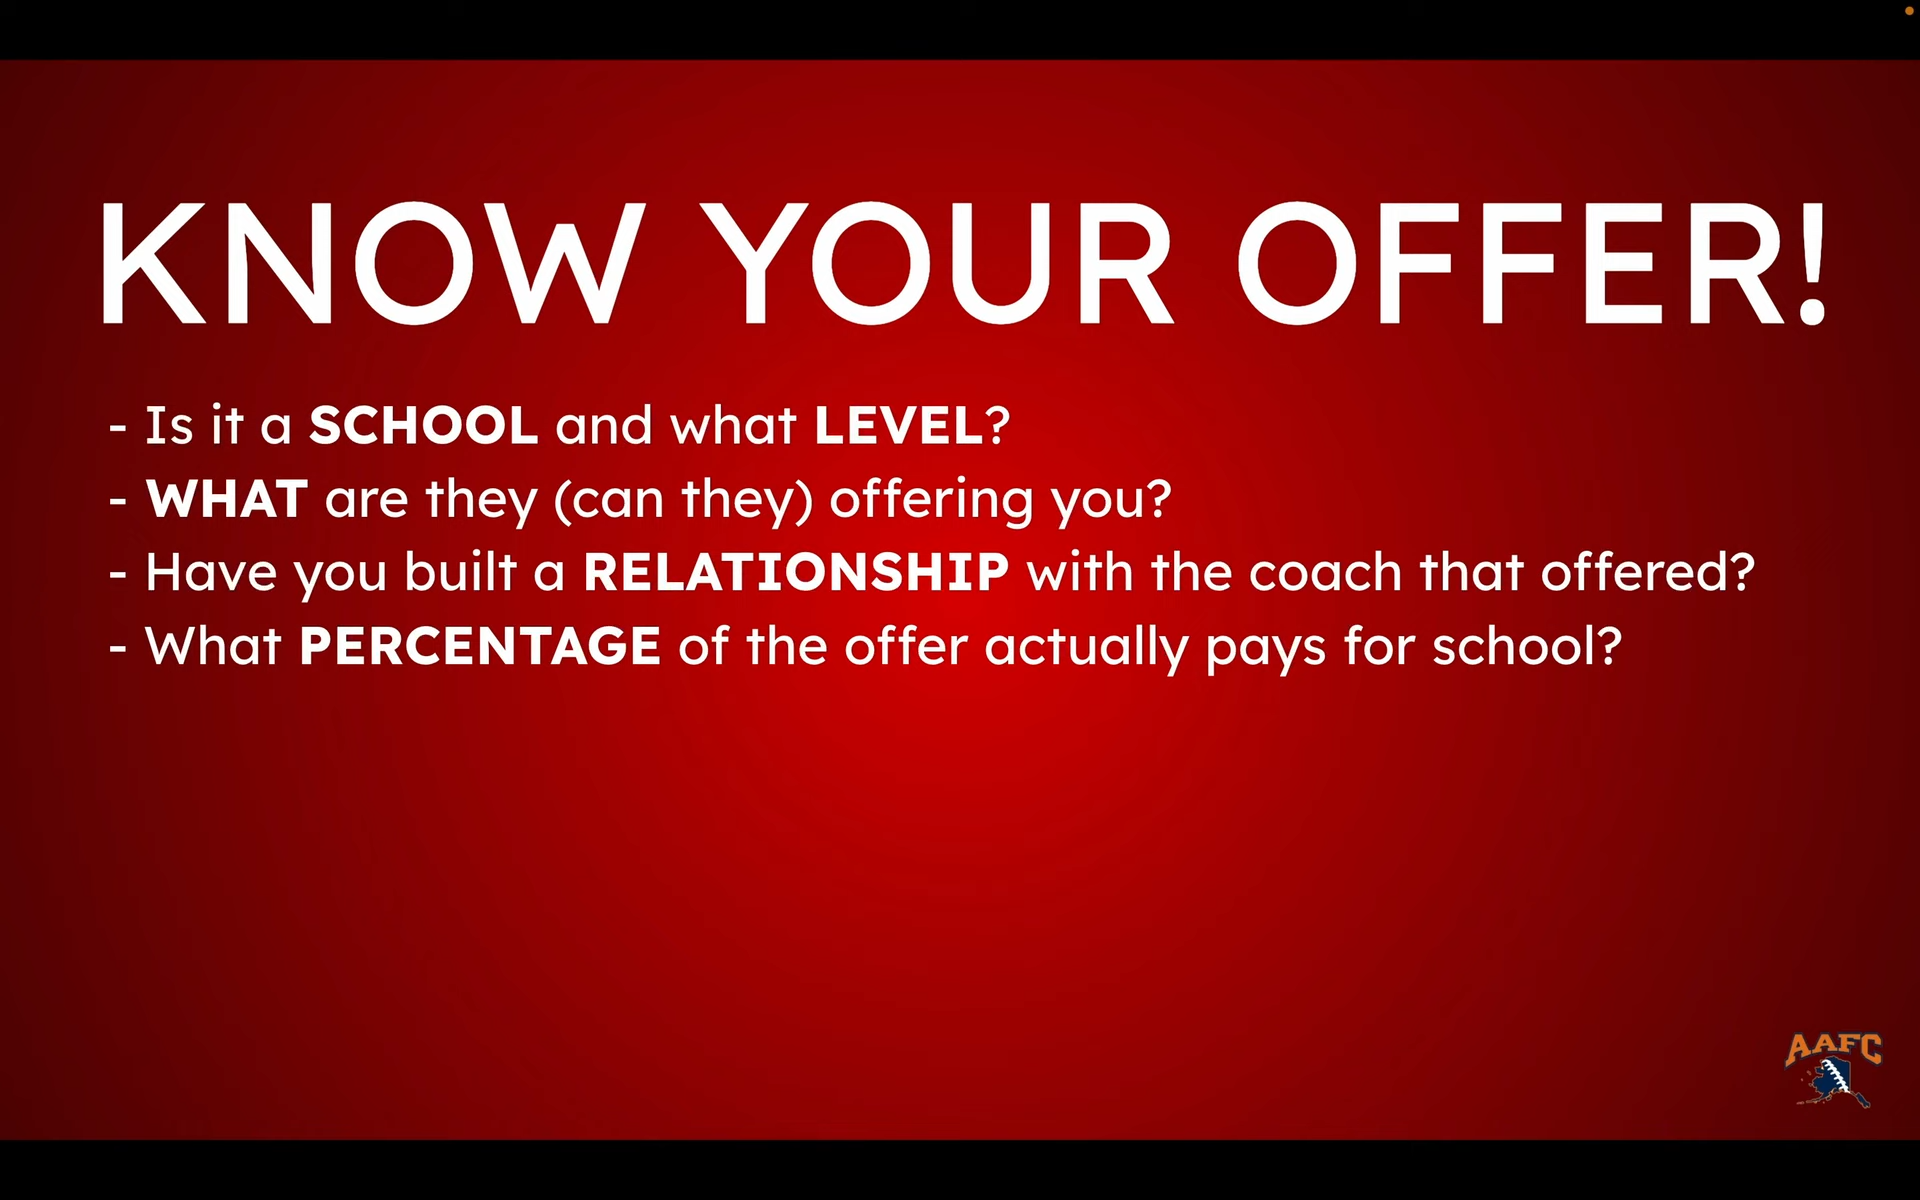 KNOW YOUR OFFER!
- Is it a SCHOOL and what LEVEL?
- WHAT are they (can they) offering you?
- Have you built a RELATIONSHIP with the coach that offered?
- What PERCENTAGE of the offer actually pays for school?
AAFC